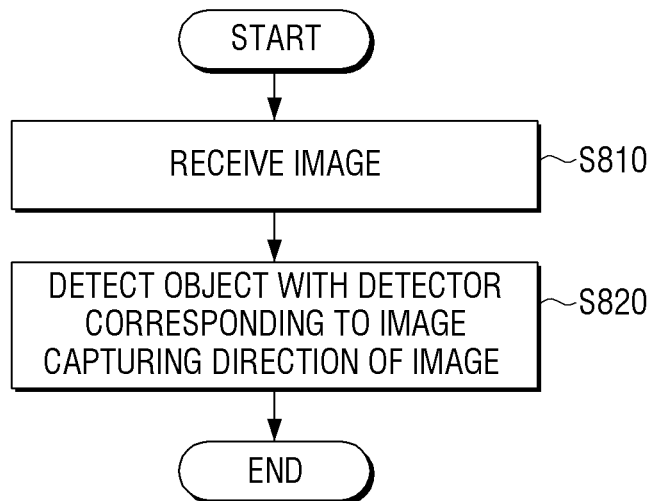 START
RECEIVE IMAGE
S810
DETECT OBJECT WITH DETECTOR
CORRESPONDING TO IMAGE
CAPTURING DIRECTION OF IMAGE
S820
END